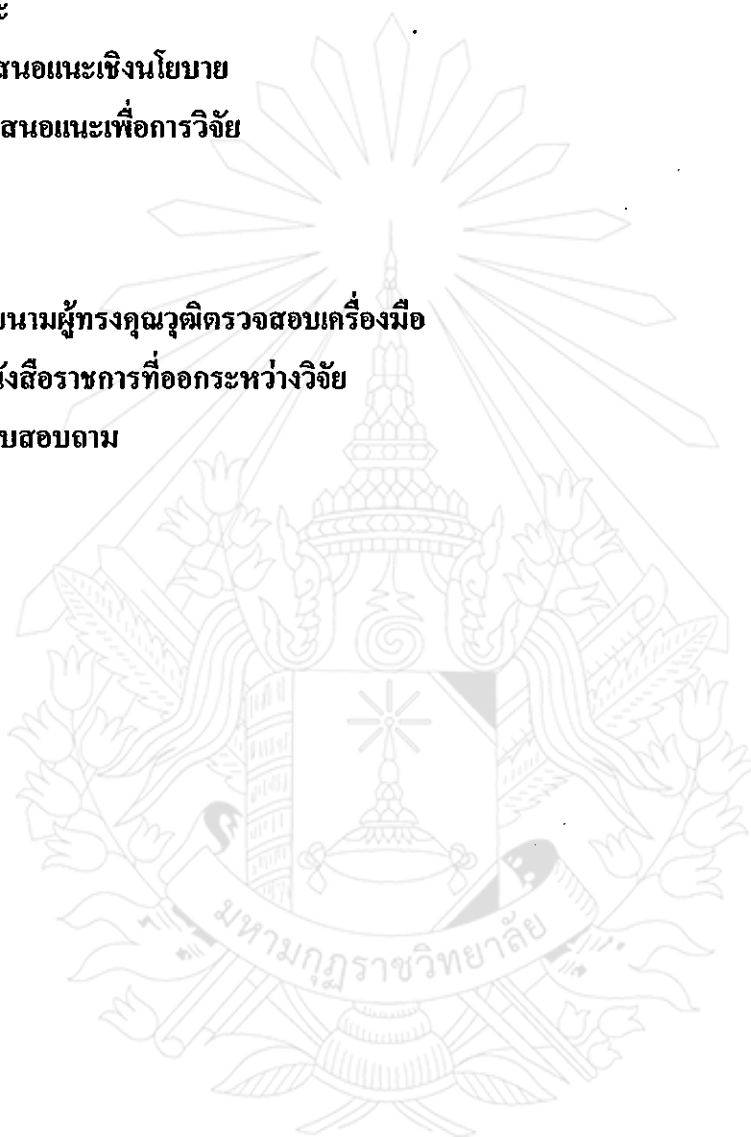 สนอแนะเชิงนโยบาย
สนอแนะเพื่อการวิจัย
นามผู้ทรงคุณวุฒิตรวจสอบเครื่องมือ
ราชการที่ออกระหว่างวิจัย
บสอบถาม
มหามกุฏราชวิทยาลัย